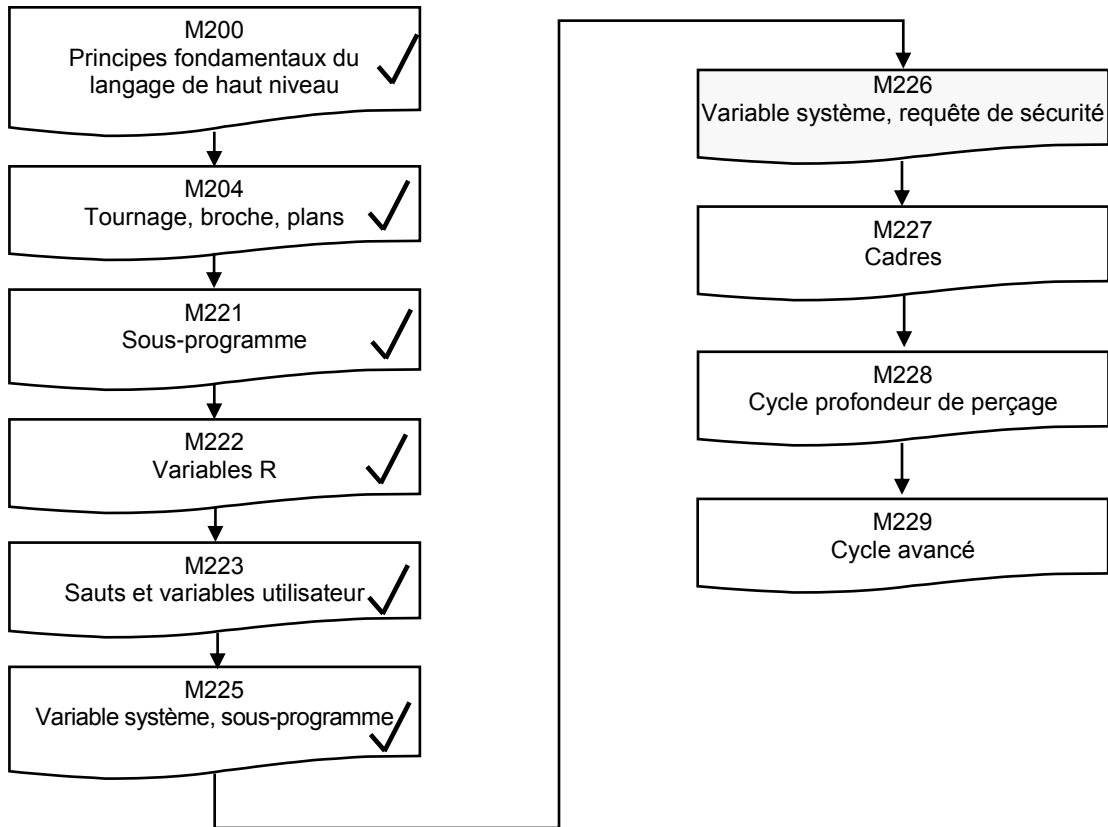 M200
Principes fondamentaux du
langage de haut niveau
M204
Tournage, broche, plans
M221
Sous-programme
M222
Variables R
M223
Sauts et variables utilisateur
M225
Variable système, sous-programme
M226
Variable système, requête de sécurité
M227
Cadres
M228
Cycle profondeur de perçage
M229
Cycle avancé